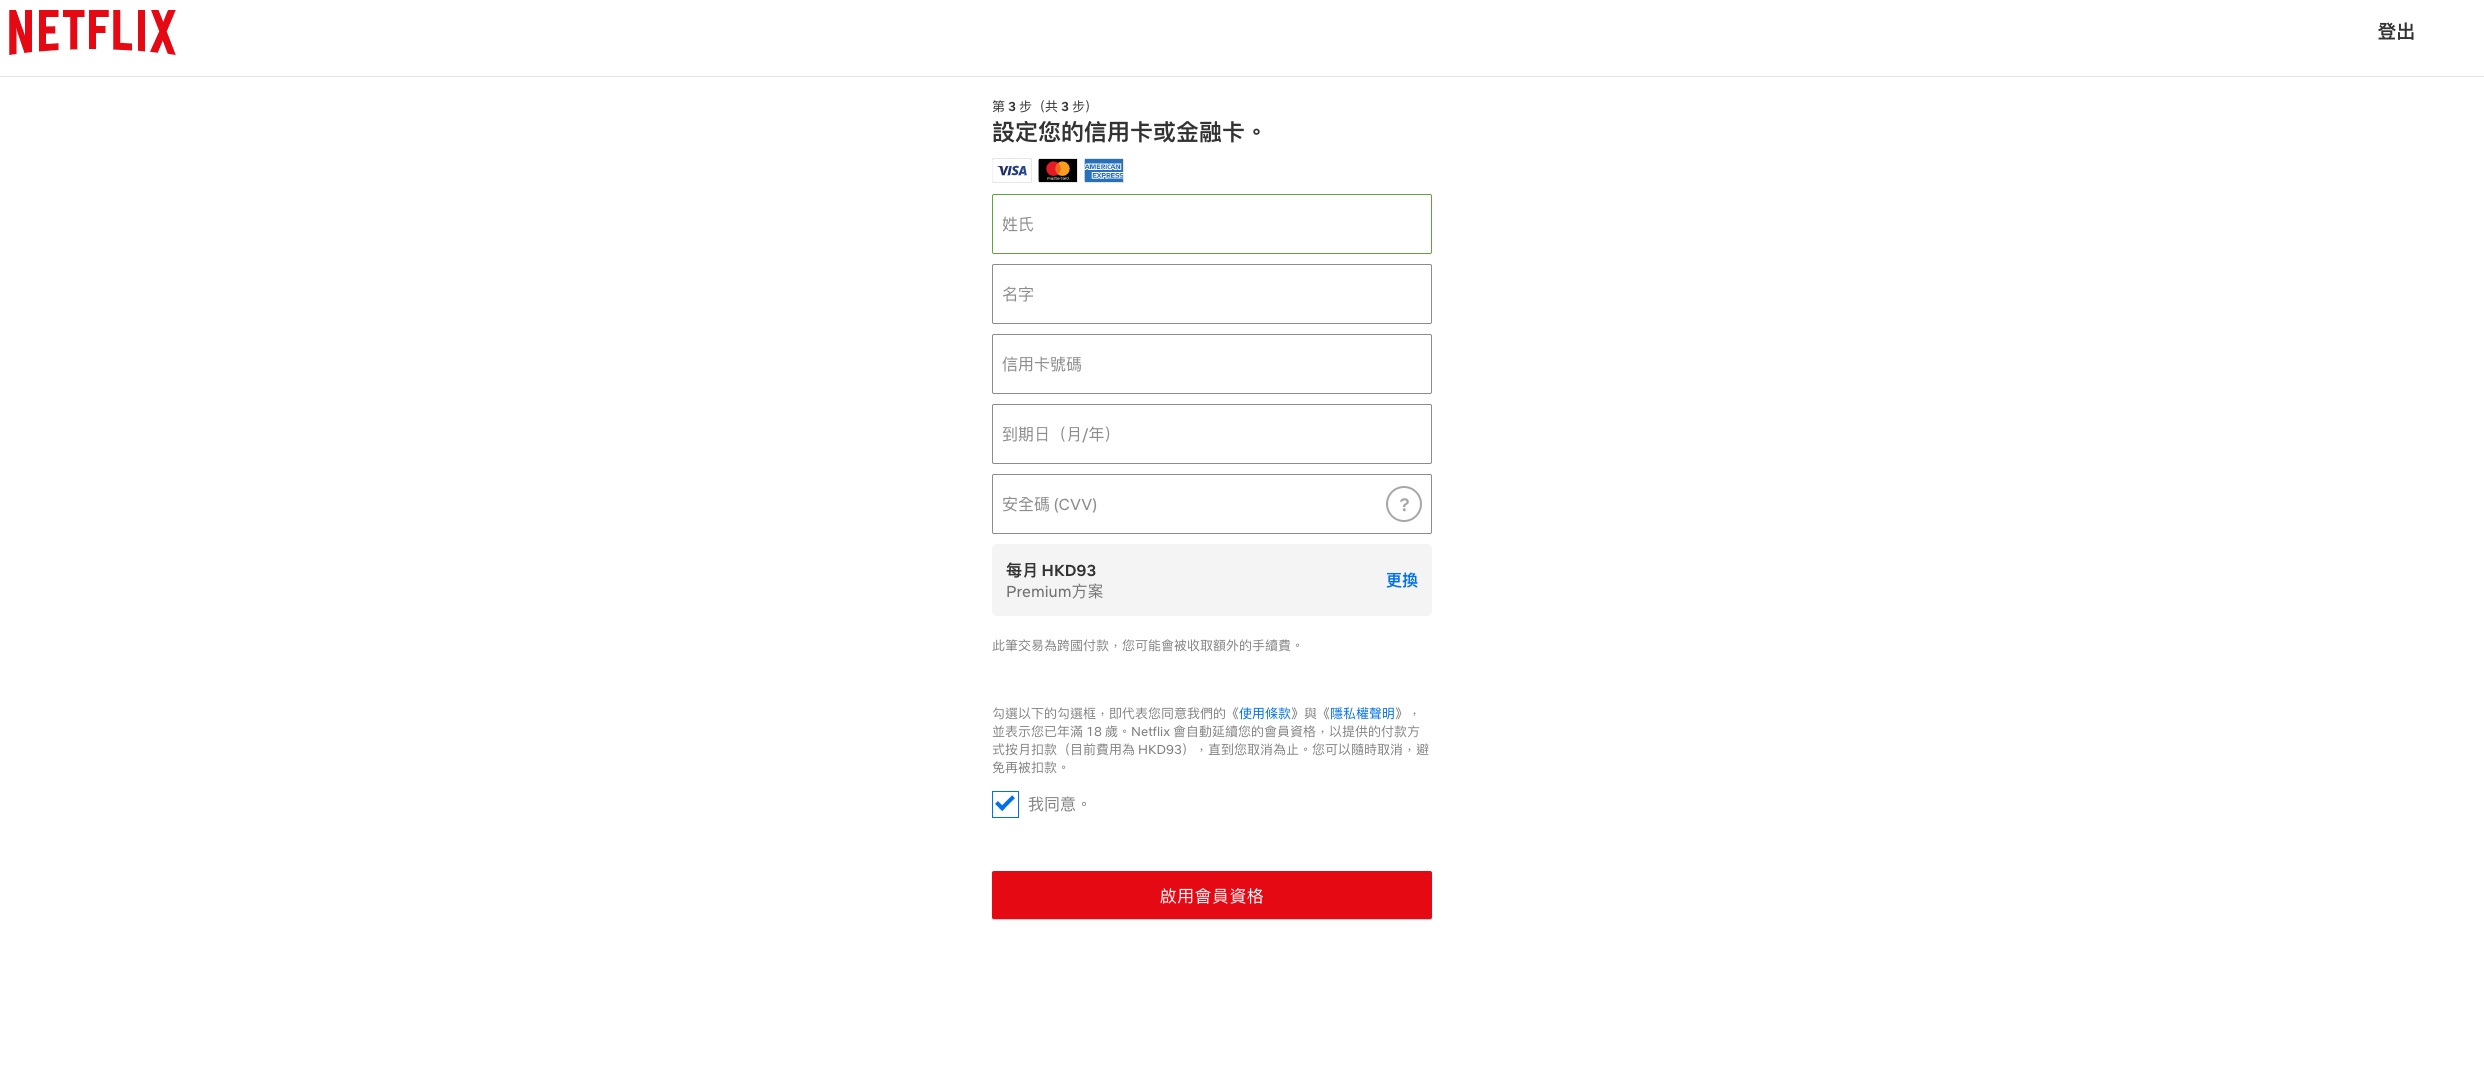 NETFLIX
登出
第 3 步（共 3 步）
設定您的信用卡或金融卡。
VISA
mastercard
AMERICAN
EXPRESS
姓氏
名字
信用卡號碼
到期日（月/年）
安全碼 (CVV)
?
每月 HKD93
Premium方案
更換
此筆交易為跨國付款，您可能會被收取額外的手續費。
勾選以下的勾選框，即代表您同意我們的《使用條款》與《隱私權聲明》，
並表示您已年滿 18 歲。Netflix 會自動延續您的會員資格，以提供的付款方
式按月扣款（目前費用為 HKD93），直到您取消為止。您可以隨時取消，避
免再被扣款。
我同意。
啟用會員資格